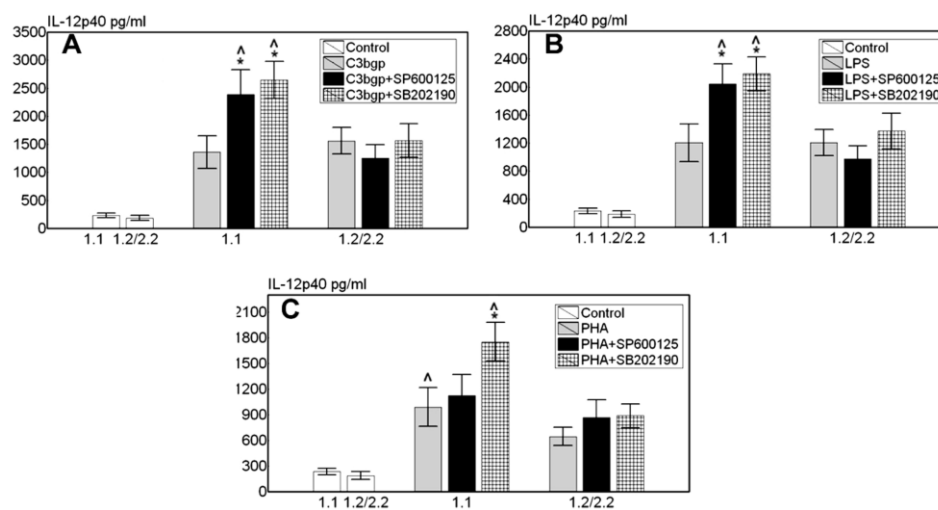 IL-12p40 pg/ml
A
3500
3000
2500
2000
1500
1000
500
0
Control
C3bgp
C3bgp+SP600125
C3bgp+SB202190
^
*
^
*
1.1 1.2/2.2
1.1
1.2/2.2
IL-12p40 pg/ml
B
2800
2400
2000
1600
1200
800
400
0
Control
LPS
LPS+SP600125
LPS+SB202190
^
*
^
*
1.1 1.2/2.2
1.1
1.2/2.2
IL-12p40 pg/ml
C
2100
1800
1500
1200
900
600
300
0
Control
PHA
PHA+SP600125
PHA+SB202190
^
^
*
1.1 1.2/2.2
1.1
1.2/2.2